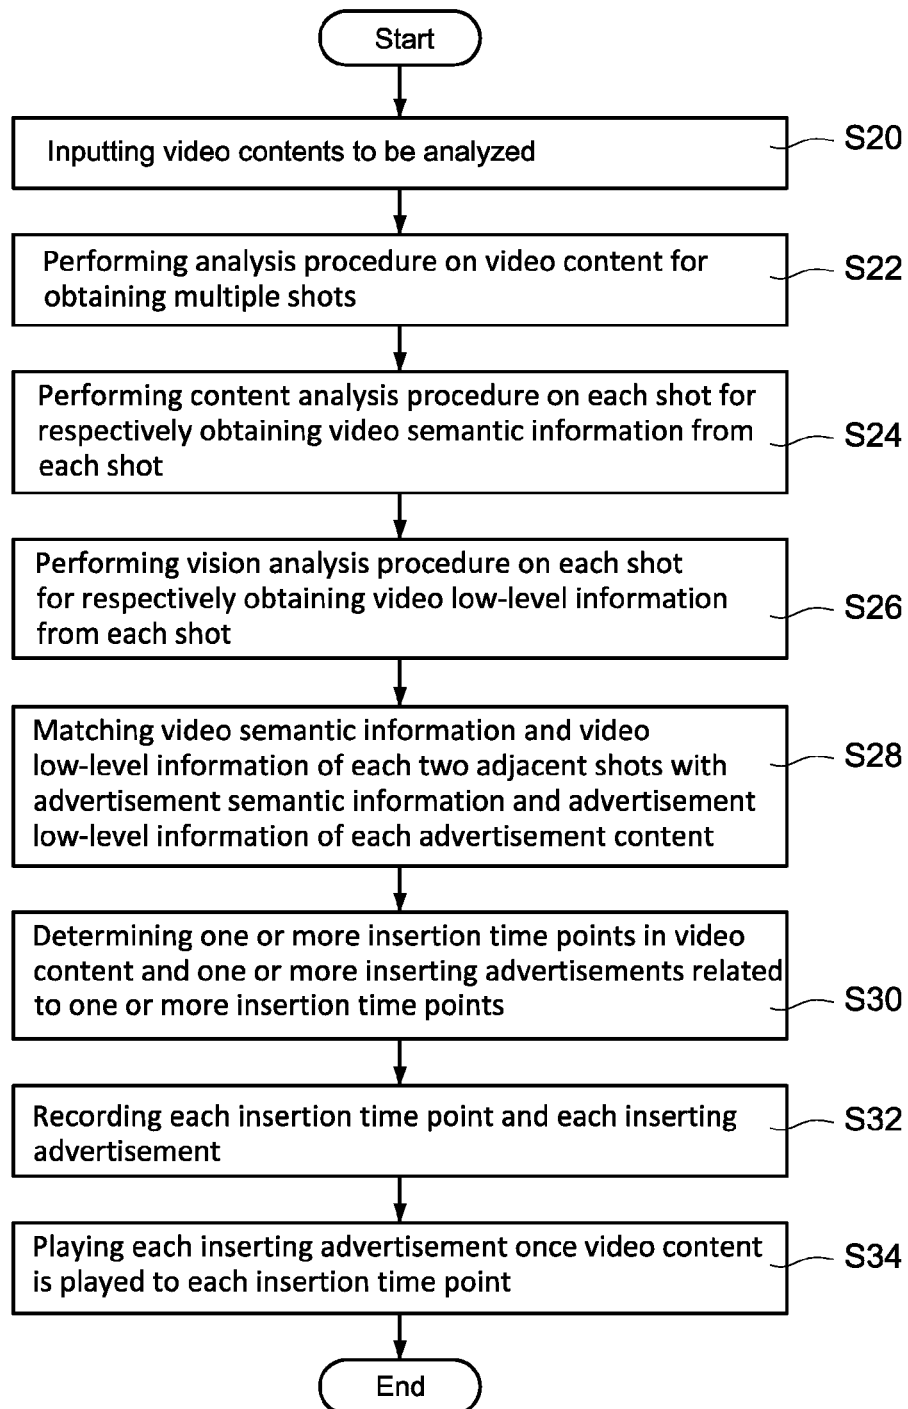 Start
Inputting video contents to be analyzed
S20
Performing analysis procedure on video content for
obtaining multiple shots
S22
Performing content analysis procedure on each shot for
respectively obtaining video semantic information from
each shot
S24
Performing vision analysis procedure on each shot
for respectively obtaining video low-level information
from each shot
S26
Matching video semantic information and video
low-level information of each two adjacent shots with
advertisement semantic information and advertisement
low-level information of each advertisement content
S28
Determining one or more insertion time points in video
content and one or more inserting advertisements related
to one or more insertion time points
S30
Recording each insertion time point and each inserting
advertisement
S32
Playing each inserting advertisement once video content
is played to each insertion time point
S34
End